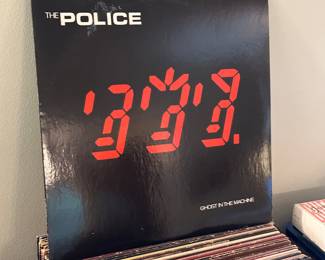 THE POLICE
GHOST IN THE MACHINE